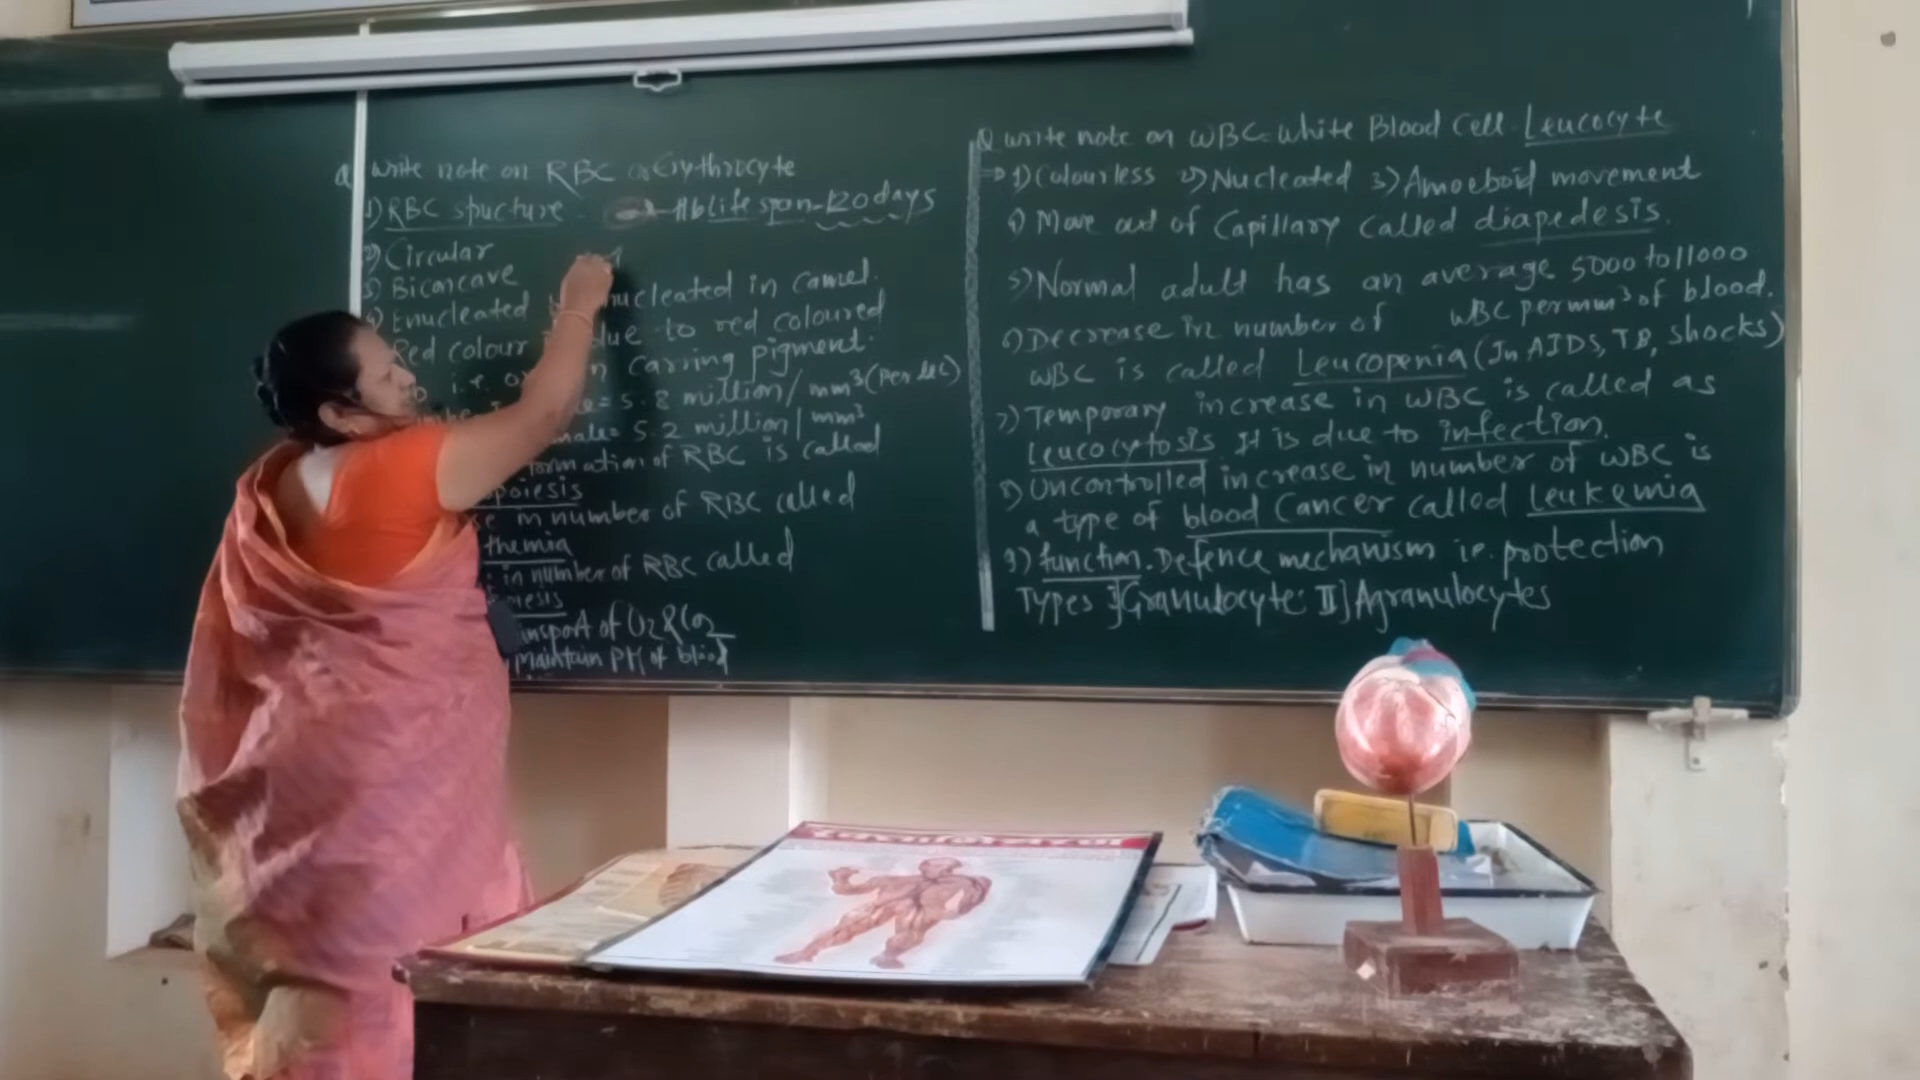 Q write note on RBC or Erythrocyte
1) RBC structure - Hb life span - 120 days
2) Circular
3) Biconcave
4) Enucleated nucleated in camel.
Red colour is due to red coloured
i.e. carring pigment.
= 5.8 million/mm³ (Per
male = 5.2 million/mm³
formation of RBC is called
poiesis
in number of RBC called
themia
in number of RBC called
Transport of O2 & CO2
maintain PH of blood
Q write note on WBC-White Blood Cell Leucocyte
⇒ 1) Colourless 2) Nucleated 3) Amoeboid movement
4) Move out of Capillary called diapedesis.
5) Normal adult has an average 5000 to 11000
WBC per mm³ of blood.
6) Decrease in number of
WBC is called Leucopenia (In AIDS, TB, shocks)
7) Temporary increase in WBC is called as
Leucocytosis. It is due to infection.
8) Uncontrolled increase in number of WBC is
a type of blood Cancer called Leukemia
9) function. Defence mechanism i.e. protection
Types I] Granulocyte: II] Agranulocytes